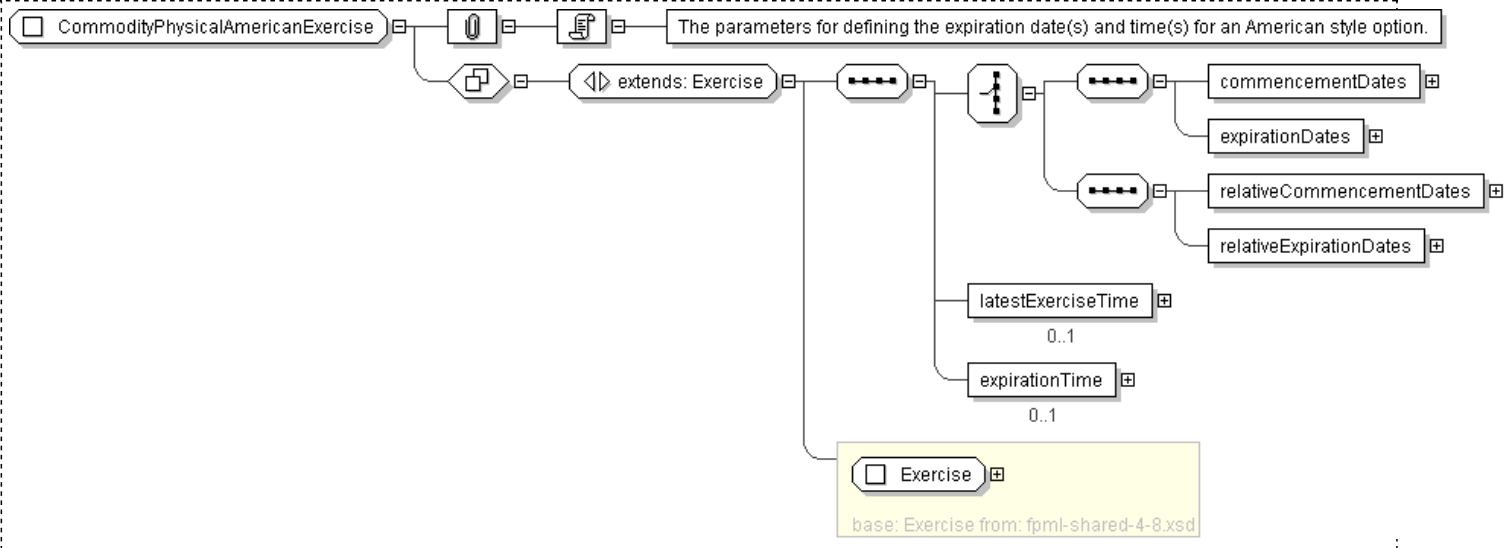 CommodityPhysicalAmericanExercise
The parameters for defining the expiration date(s) and time(s) for an American style option.
extends: Exercise
commencementDates
expirationDates
relativeCommencementDates
relativeExpirationDates
latestExerciseTime
0..1
expirationTime
0..1
Exercise
base: Exercise from: fpml-shared-4-8.xsd